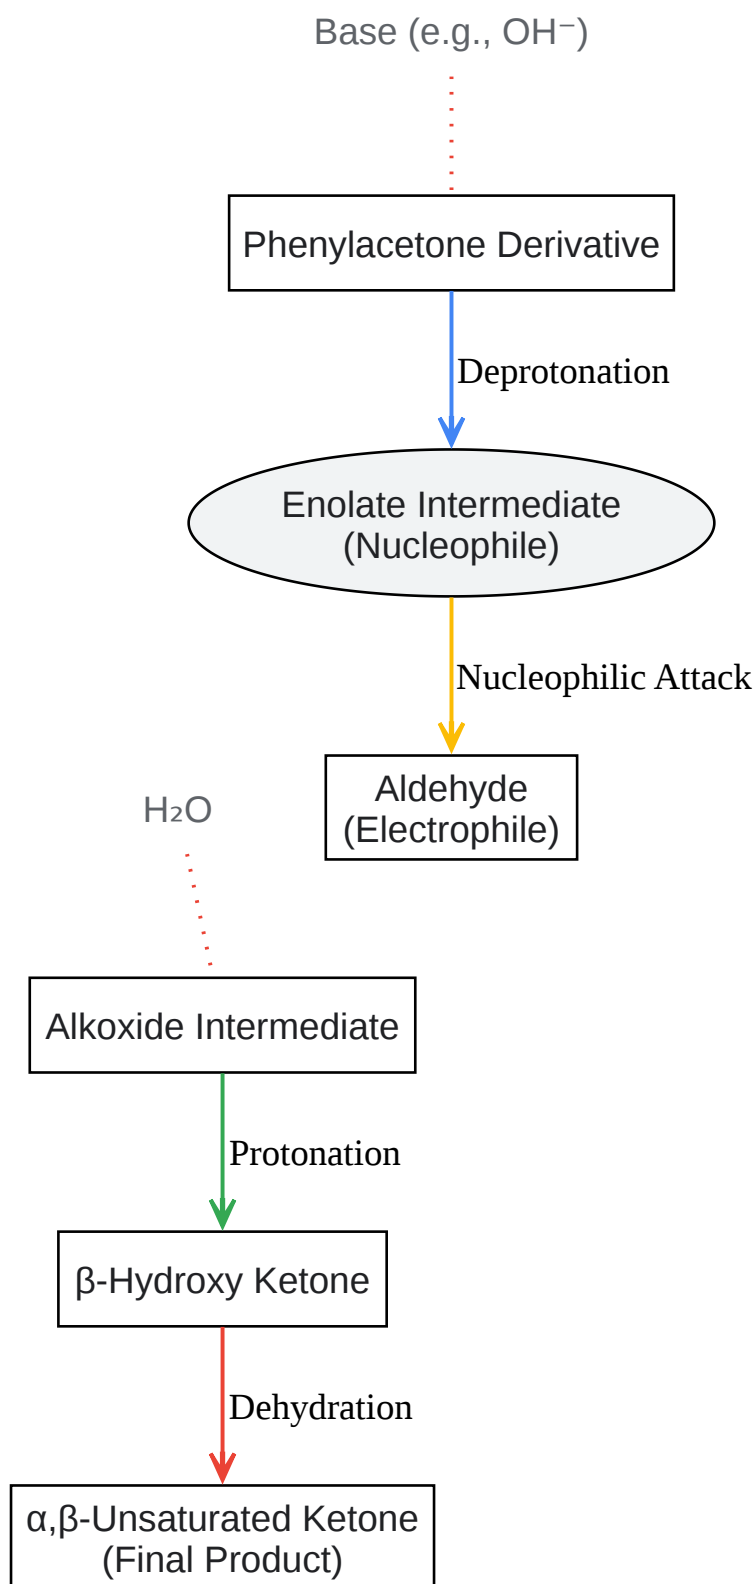 Base (e.g., OH⁻)
Phenylacetone Derivative
Deprotonation
Enolate Intermediate
(Nucleophile)
Nucleophilic Attack
Aldehyde
(Electrophile)
H₂O
Alkoxide Intermediate
Protonation
β-Hydroxy Ketone
Dehydration
α,β-Unsaturated Ketone
(Final Product)